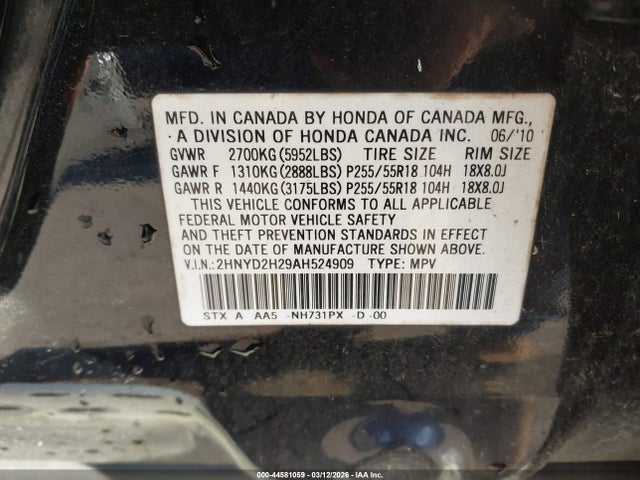 MFD. IN CANADA BY HONDA OF CANADA MFG.,
A DIVISION OF HONDA CANADA INC. 06/'10
GVWR 2700KG(5952LBS) TIRE SIZE RIM SIZE
GAWR F 1310KG(2888LBS) P255/55R18 104H 18X8.0J
GAWR R 1440KG(3175LBS) P255/55R18 104H 18X8.0J
THIS VEHICLE CONFORMS TO ALL APPLICABLE
FEDERAL MOTOR VEHICLE SAFETY
AND THEFT PREVENTION STANDARDS IN EFFECT
ON THE DATE OF MANUFACTURE SHOWN ABOVE.
V.I.N.:2HNYD2H29AH524909 TYPE: MPV
STX A AA5 -NH731PX -D -00
000-44581059 - 03/12/2026 - IAA Inc.